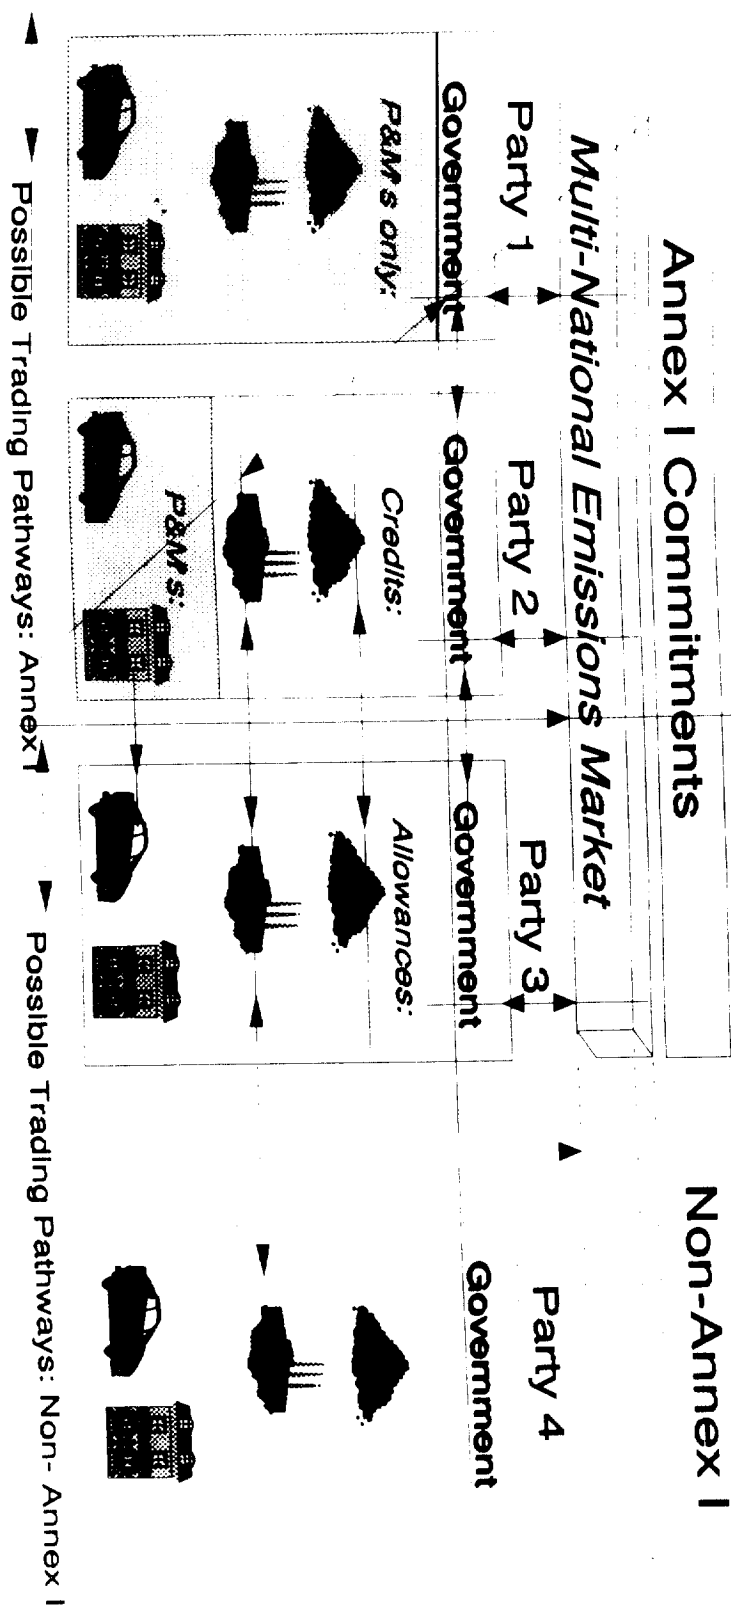 Annex I Commitments
Non-Annex I
Multi-National Emissions Market
Party 1
Party 2
Party 3
Party 4
Government
Government
Government
Government
P&M s only:
Credits:
Allowances:
P&M s:
Possible Trading Pathways: Annex I
Possible Trading Pathways: Non- Annex I